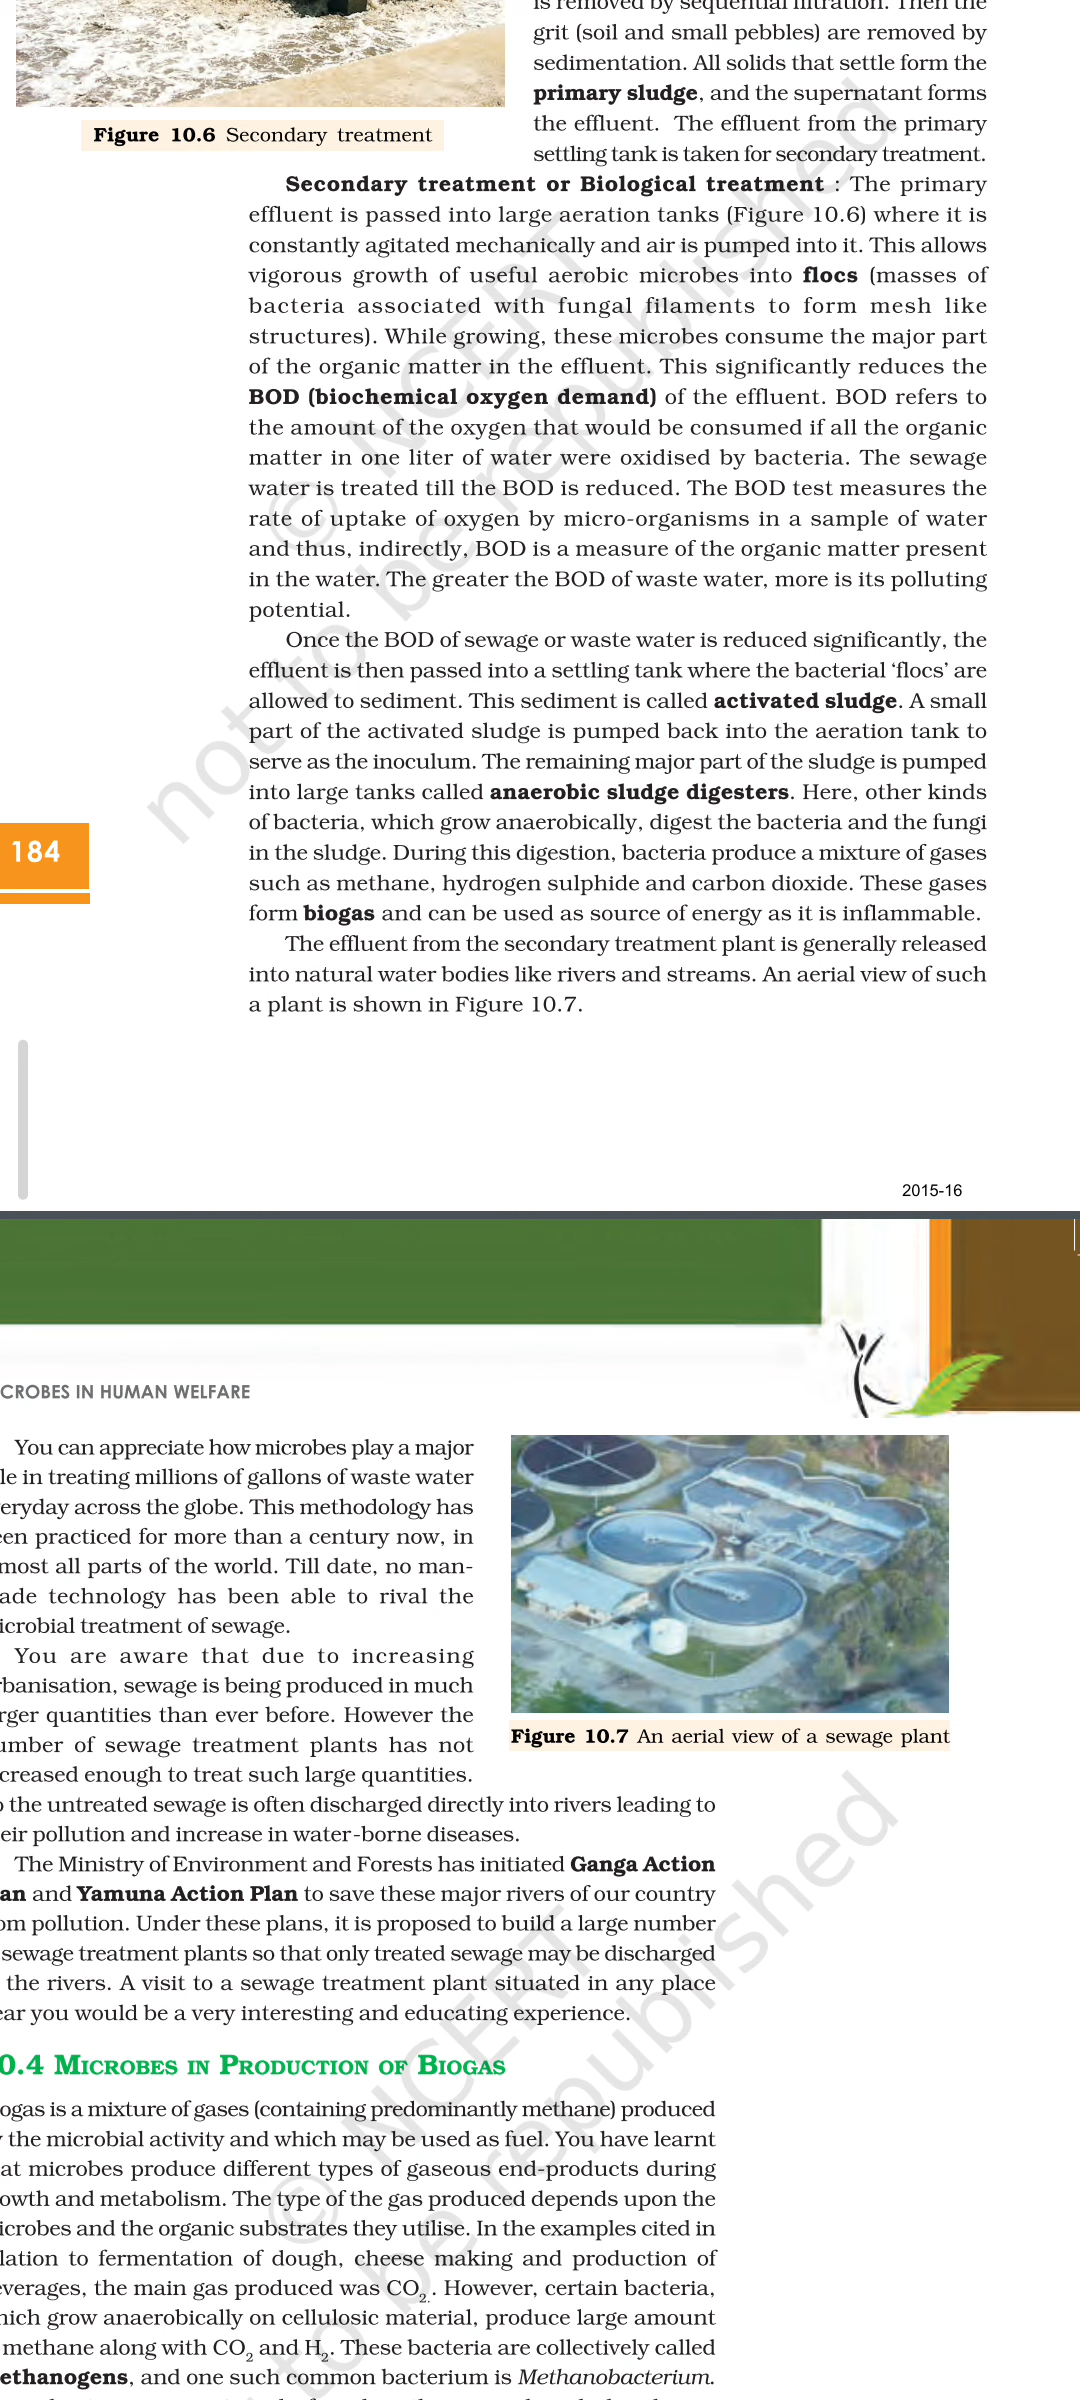 is removed by sequential filtration. Then the
grit (soil and small pebbles) are removed by
sedimentation. All solids that settle form the
primary sludge, and the supernatant forms
the effluent. The effluent from the primary
settling tank is taken for secondary treatment.
Figure 10.6 Secondary treatment
Secondary treatment or Biological treatment : The primary
effluent is passed into large aeration tanks (Figure 10.6) where it is
constantly agitated mechanically and air is pumped into it. This allows
vigorous growth of useful aerobic microbes into flocs (masses of
bacteria associated with fungal filaments to form mesh like
structures). While growing, these microbes consume the major part
of the organic matter in the effluent. This significantly reduces the
BOD (biochemical oxygen demand) of the effluent. BOD refers to
the amount of the oxygen that would be consumed if all the organic
matter in one liter of water were oxidised by bacteria. The sewage
water is treated till the BOD is reduced. The BOD test measures the
rate of uptake of oxygen by micro-organisms in a sample of water
and thus, indirectly, BOD is a measure of the organic matter present
in the water. The greater the BOD of waste water, more is its polluting
potential.
Once the BOD of sewage or waste water is reduced significantly, the
effluent is then passed into a settling tank where the bacterial ‘flocs’ are
allowed to sediment. This sediment is called activated sludge. A small
part of the activated sludge is pumped back into the aeration tank to
serve as the inoculum. The remaining major part of the sludge is pumped
into large tanks called anaerobic sludge digesters. Here, other kinds
of bacteria, which grow anaerobically, digest the bacteria and the fungi
in the sludge. During this digestion, bacteria produce a mixture of gases
such as methane, hydrogen sulphide and carbon dioxide. These gases
form biogas and can be used as source of energy as it is inflammable.
The effluent from the secondary treatment plant is generally released
into natural water bodies like rivers and streams. An aerial view of such
a plant is shown in Figure 10.7.
184
© NCERT
not to be republished
2015-16
CROBES IN HUMAN WELFARE
You can appreciate how microbes play a major
le in treating millions of gallons of waste water
eryday across the globe. This methodology has
een practiced for more than a century now, in
most all parts of the world. Till date, no man-
ade technology has been able to rival the
icrobial treatment of sewage.
You are aware that due to increasing
rbanisation, sewage is being produced in much
rger quantities than ever before. However the
umber of sewage treatment plants has not
creased enough to treat such large quantities.
Figure 10.7 An aerial view of a sewage plant
o the untreated sewage is often discharged directly into rivers leading to
eir pollution and increase in water-borne diseases.
The Ministry of Environment and Forests has initiated Ganga Action
an and Yamuna Action Plan to save these major rivers of our country
om pollution. Under these plans, it is proposed to build a large number
sewage treatment plants so that only treated sewage may be discharged
the rivers. A visit to a sewage treatment plant situated in any place
ear you would be a very interesting and educating experience.
0.4 MICROBES IN PRODUCTION OF BIOGAS
ogas is a mixture of gases (containing predominantly methane) produced
y the microbial activity and which may be used as fuel. You have learnt
at microbes produce different types of gaseous end-products during
owth and metabolism. The type of the gas produced depends upon the
icrobes and the organic substrates they utilise. In the examples cited in
lation to fermentation of dough, cheese making and production of
everages, the main gas produced was CO₂. However, certain bacteria,
hich grow anaerobically on cellulosic material, produce large amount
methane along with CO₂ and H₂. These bacteria are collectively called
ethanogens, and one such common bacterium is Methanobacterium.
© NCERT
to be republished